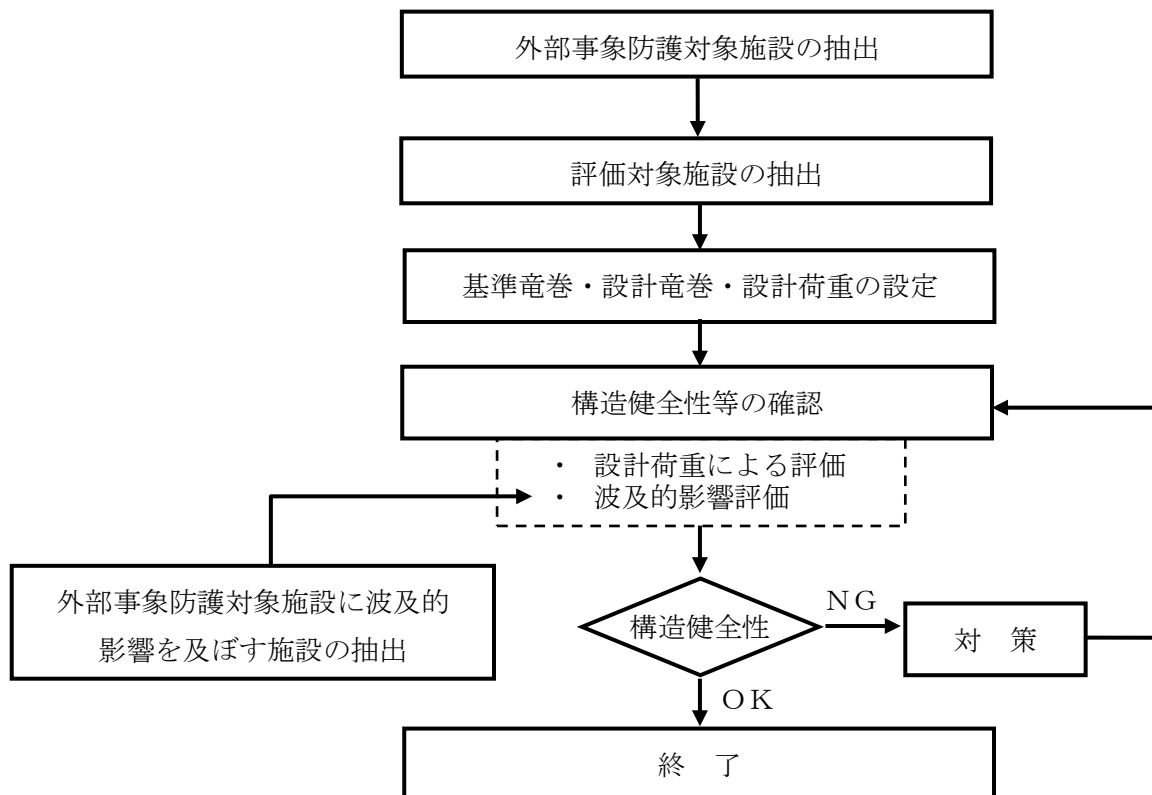 外部事象防護対象施設の抽出
評価対象施設の抽出
基準竜巻・設計竜巻・設計荷重の設定
構造健全性等の確認
・ 設計荷重による評価
・ 波及的影響評価
外部事象防護対象施設に波及的
影響を及ぼす施設の抽出
構造健全性
ＮＧ
対　策
ＯＫ
終　了